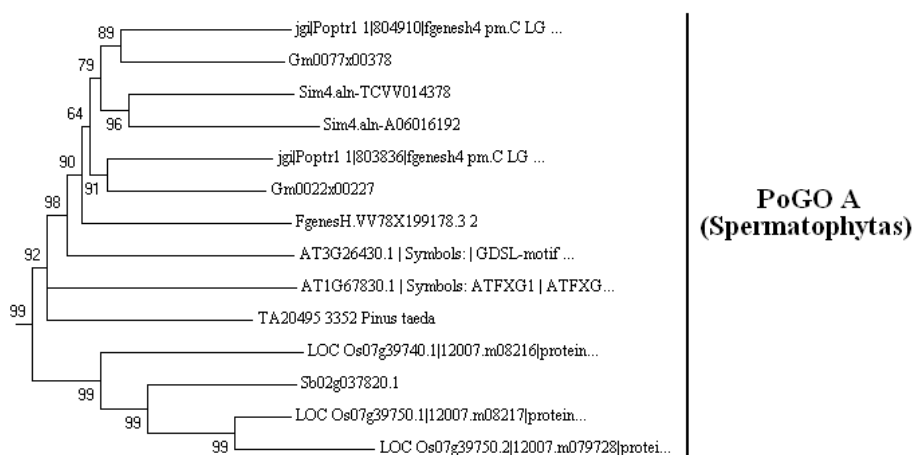 89
jgi|Poptr1 1|804910|fgenesh4 pm.C LG ...
Gm0077x00378
79
Sim4.aln-TCVV014378
64
96
Sim4.aln-A06016192
90
jgi|Poptr1 1|803836|fgenesh4 pm.C LG ...
91
Gm0022x00227
98
FgenesH.VV78X199178.3 2
92
AT3G26430.1 | Symbols: | GDSL-motif ...
AT1G67830.1 | Symbols: ATFXG1 | ATFXG...
99
TA20495 3352 Pinus taeda
LOC Os07g39740.1|12007.m08216|protein...
99
Sb02g037820.1
99
LOC Os07g39750.1|12007.m08217|protein...
99
LOC Os07g39750.2|12007.m079728|protei...
PoGO A
(Spermatophytas)